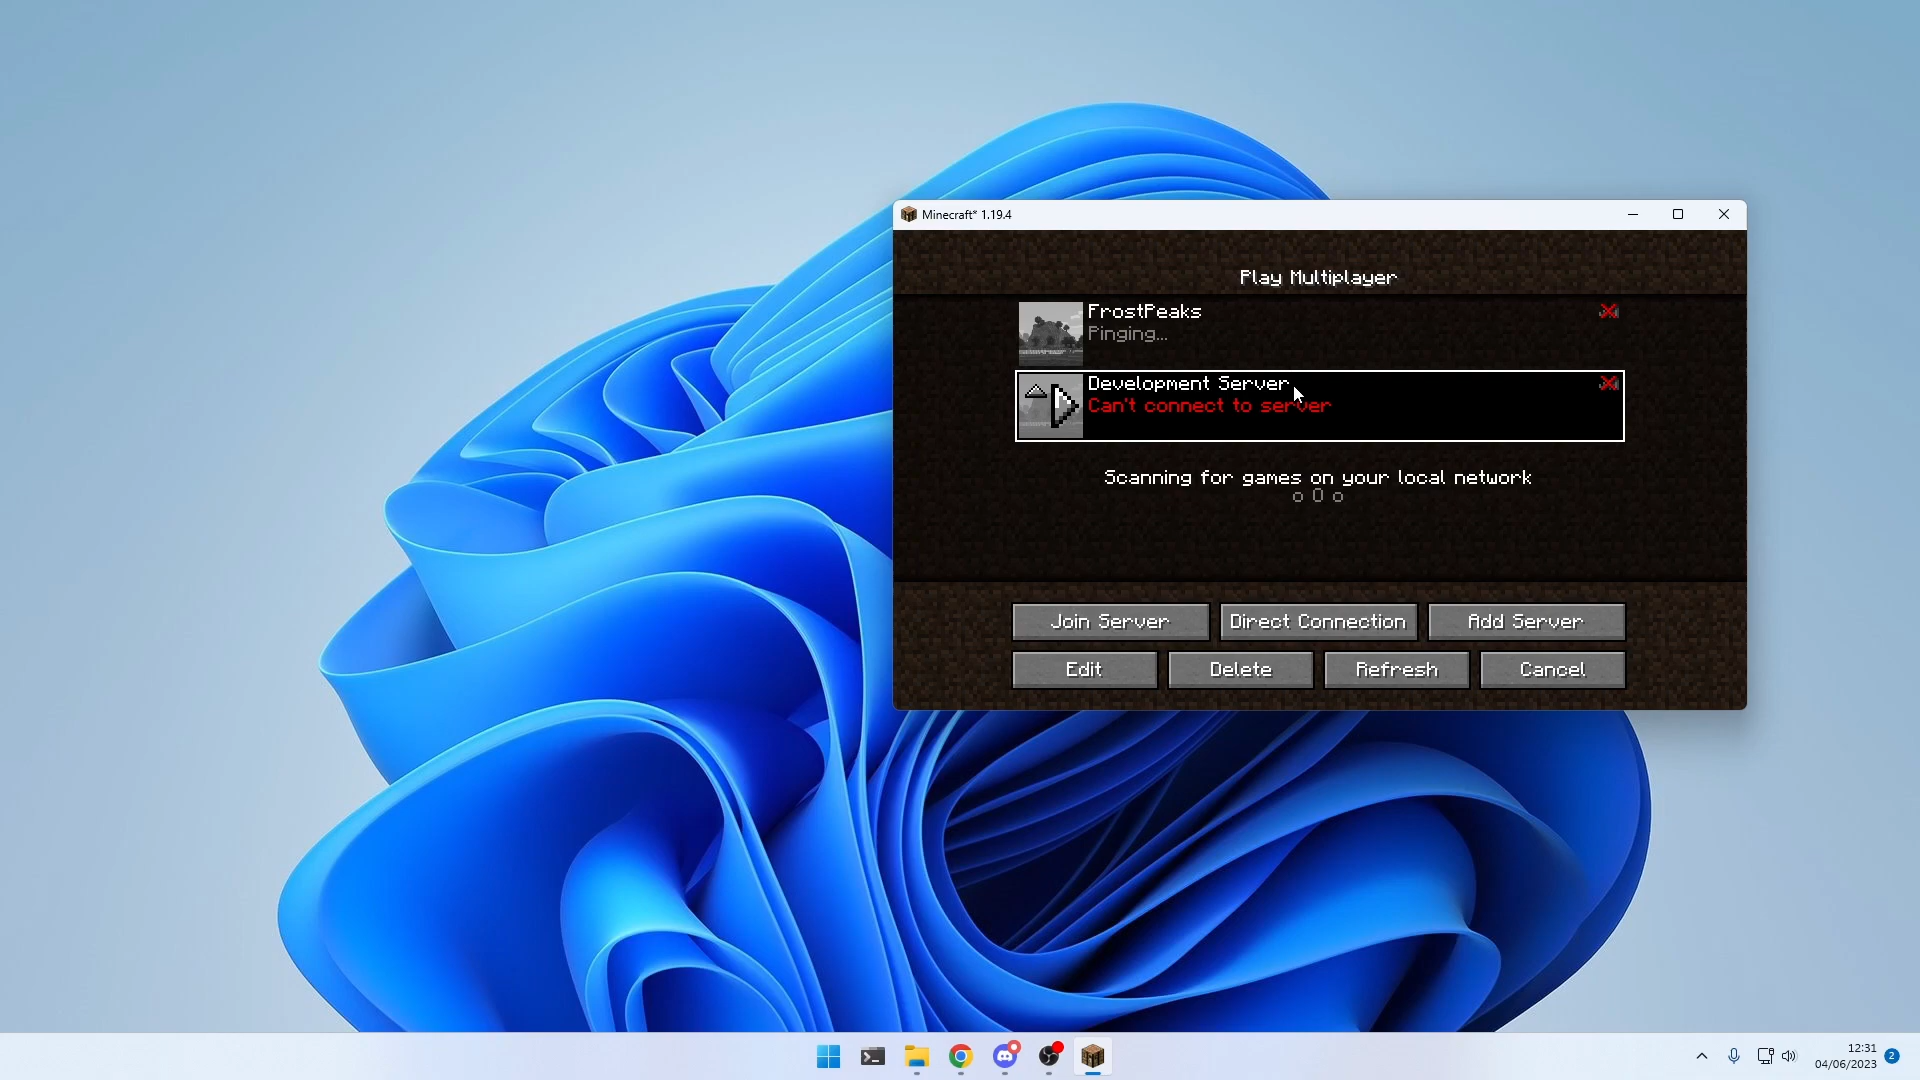 Minecraft* 1.19.4
Play Multiplayer
FrostPeaks
Pinging...
Development Server
Can't connect to server
Scanning for games on your local network
o O o
Join Server
Direct Connection
Add Server
Edit
Delete
Refresh
Cancel
12:31
04/06/2023
2